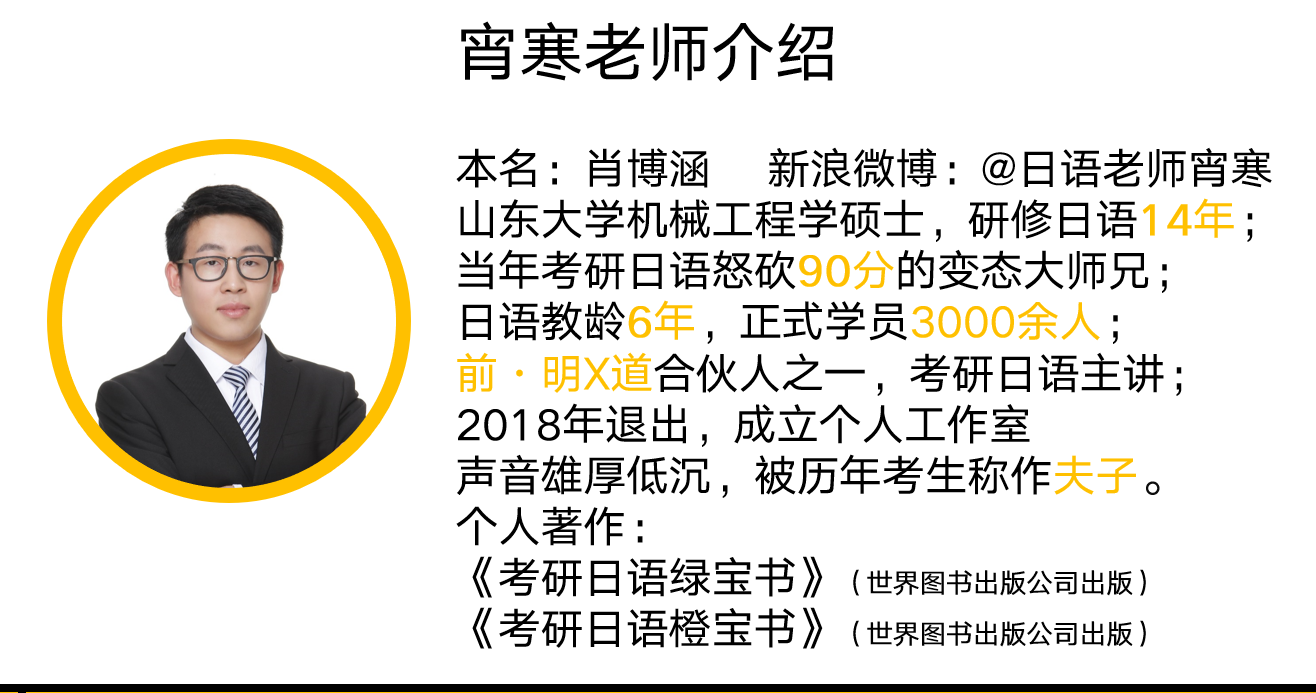 宵寒老师介绍
本名：肖博涵 新浪微博：@日语老师宵寒
山东大学机械工程学硕士，研修日语14年；
当年考研日语怒砍90分的变态大师兄；
日语教龄6年，正式学员3000余人；
前·明X道合伙人之一，考研日语主讲；
2018年退出，成立个人工作室
声音雄厚低沉，被历年考生称作夫子。
个人著作：
《考研日语绿宝书》（世界图书出版公司出版）
《考研日语橙宝书》（世界图书出版公司出版）